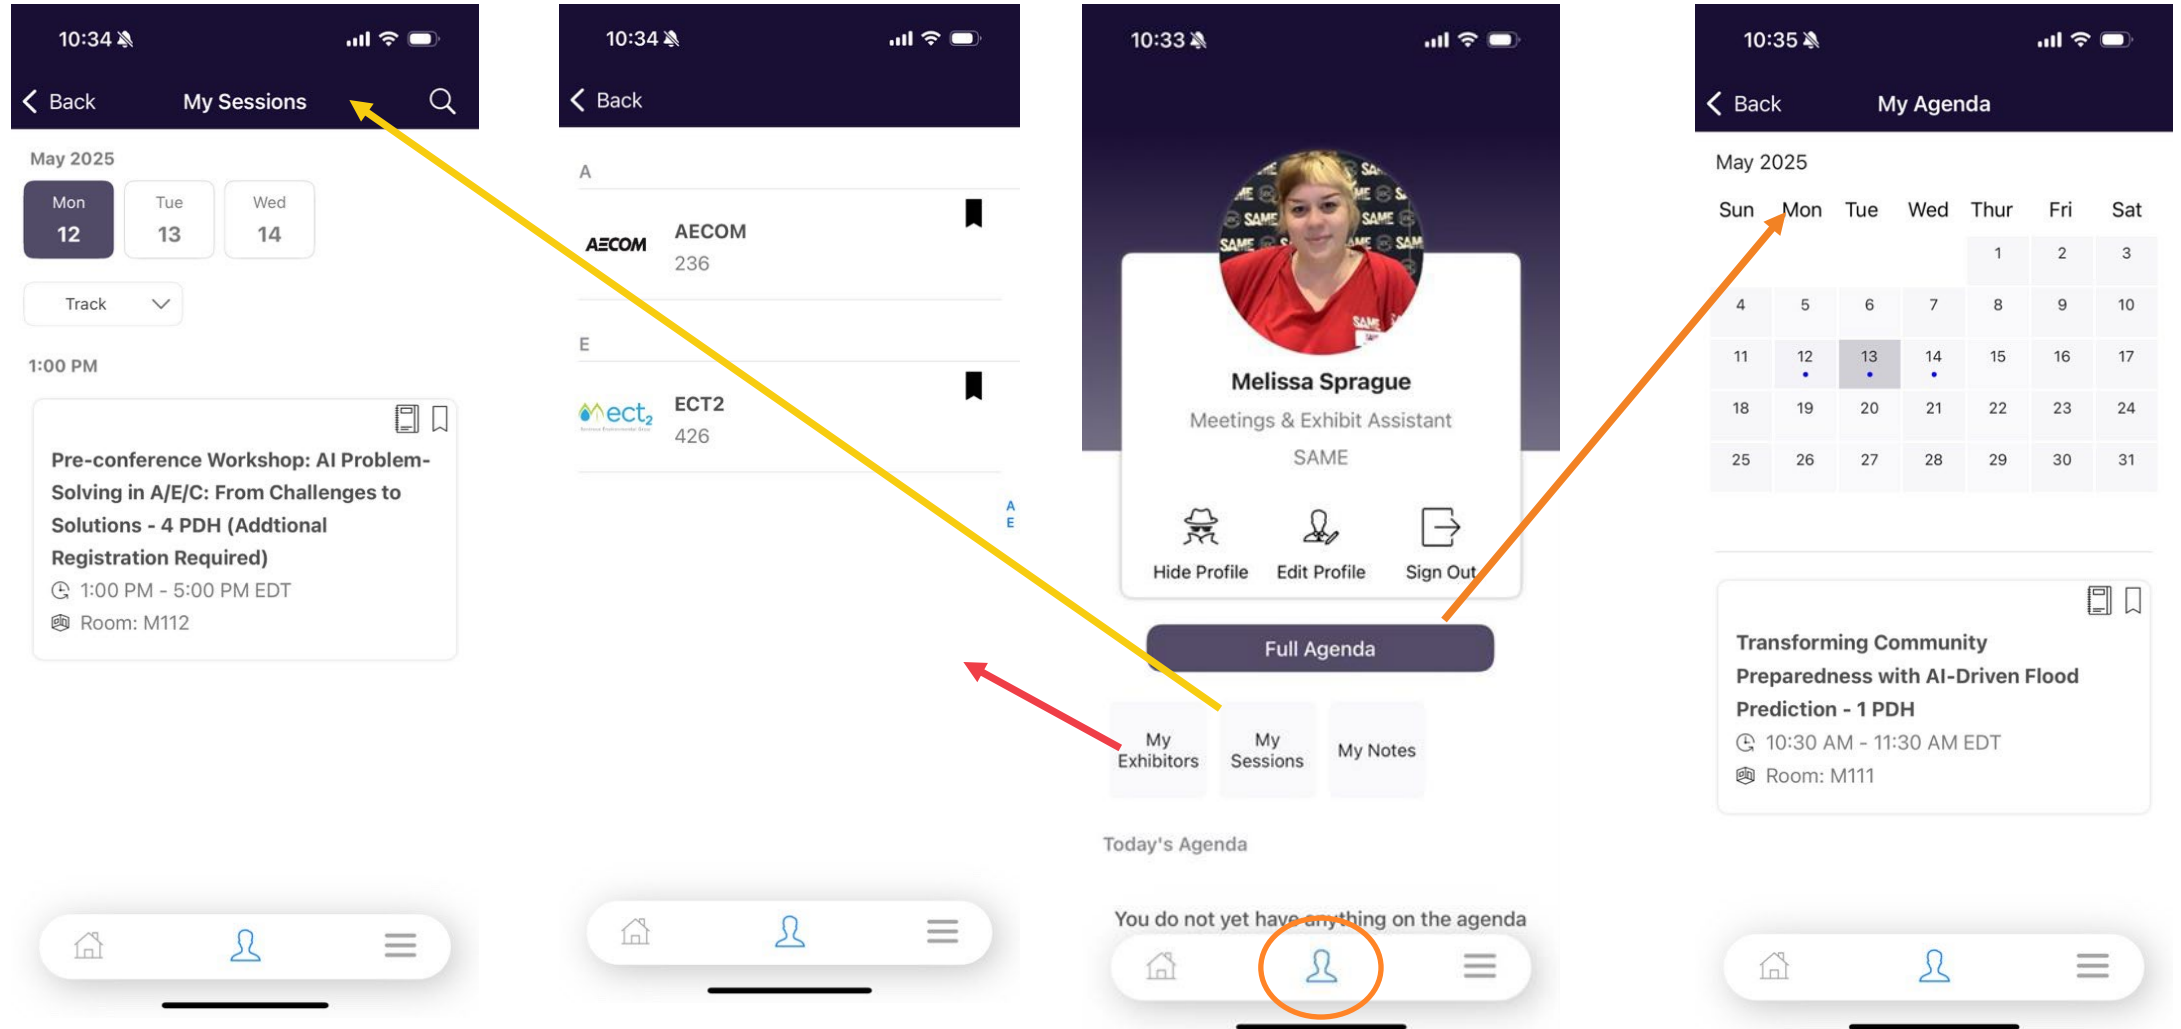 10:34
Back
My Sessions
May 2025
Mon
12
Tue
13
Wed
14
Track
1:00 PM
Pre-conference Workshop: AI Problem-
Solving in A/E/C: From Challenges to
Solutions - 4 PDH (Addtional
Registration Required)
1:00 PM - 5:00 PM EDT
Room: M112
10:34
Back
A
AECOM
AECOM
236
E
ect2
ECT2
426
A
E
10:33
SAME
SAME
SAME
SAM
SAME
Melissa Sprague
Meetings & Exhibit Assistant
SAME
Hide Profile
Edit Profile
Sign Out
Full Agenda
My
Exhibitors
My
Sessions
My Notes
Today's Agenda
You do not yet have anything on the agenda
10:35
Back
My Agenda
May 2025
Sun Mon Tue Wed Thur Fri Sat
1 2 3
4 5 6 7 8 9 10
11 12 13 14 15 16 17
18 19 20 21 22 23 24
25 26 27 28 29 30 31
Transforming Community
Preparedness with AI-Driven Flood
Prediction - 1 PDH
10:30 AM - 11:30 AM EDT
Room: M111